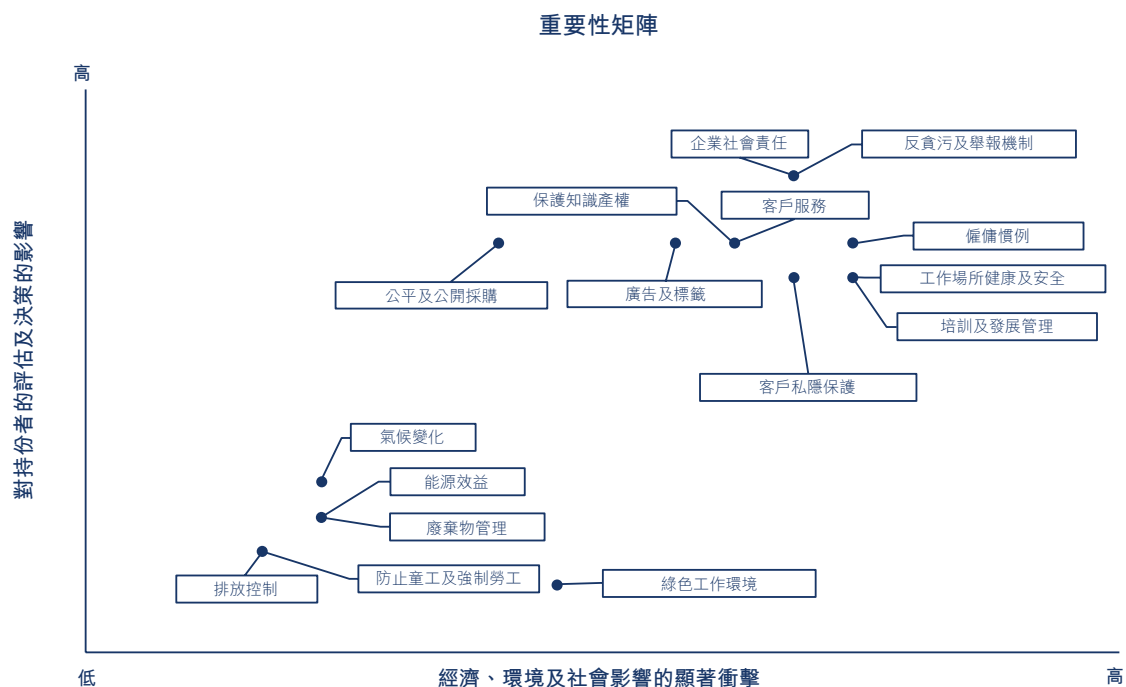 重要性矩陣
高
企業社會責任
反貪污及舉報機制
保護知識產權
客戶服務
僱傭慣例
工作場所健康及安全
公平及公開採購
廣告及標籤
培訓及發展管理
客戶私隱保護
對持份者的評估及決策的影響
氣候變化
能源效益
廢棄物管理
防止童工及強制勞工
綠色工作環境
排放控制
低
經濟、環境及社會影響的顯著衝擊
高